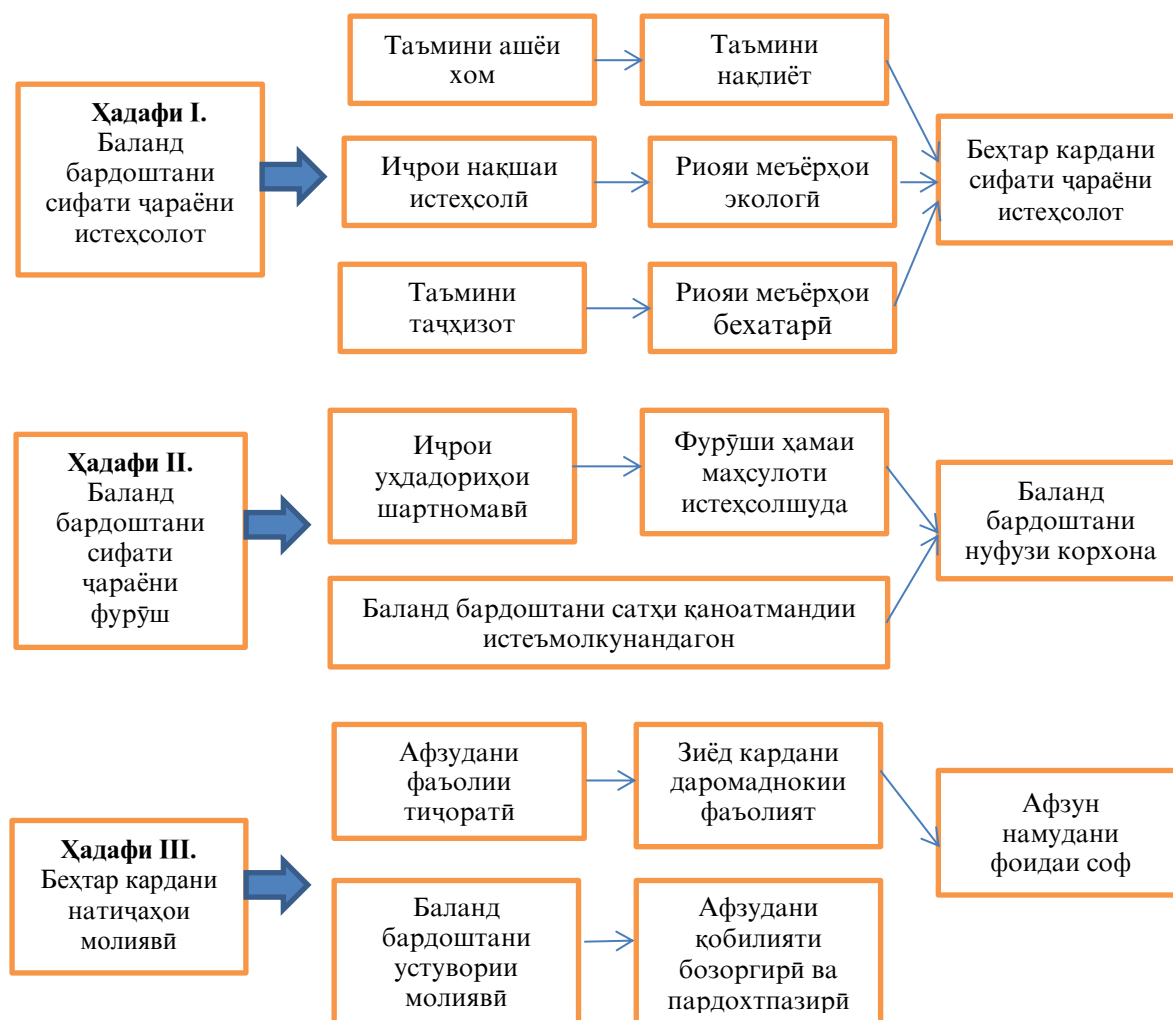 Ҳадафи I.
Баланд
бардоштани
сифати ҷараёни
истеҳсолот
Таъмини ашёи
хом
Таъмини
нақлиёт
Иҷрои нақшаи
истеҳсолӣ
Риояи меъёрҳои
экологӣ
Таъмини
таҷҳизот
Риояи меъёрҳои
бехатарӣ
Беҳтар кардани
сифати ҷараёни
истеҳсолот
Ҳадафи II.
Баланд
бардоштани
сифати
ҷараёни
фурӯш
Иҷрои
уҳдадориҳои
шартномавӣ
Фурӯши ҳамаи
маҳсулоти
истеҳсолшуда
Баланд бардоштани сатҳи қаноатмандии
истеъмолкунандагон
Баланд
бардоштани
нуфузи корхона
Ҳадафи III.
Беҳтар кардани
натиҷаҳои
молиявӣ
Афзудани
фаъолии
тиҷоратӣ
Зиёд кардани
даромаднокии
фаъолият
Баланд
бардоштани
устувории
молиявӣ
Афзудани
қобилияти
бозоргирӣ ва
пардохтпазирӣ
Афзун
намудани
фоидаи соф